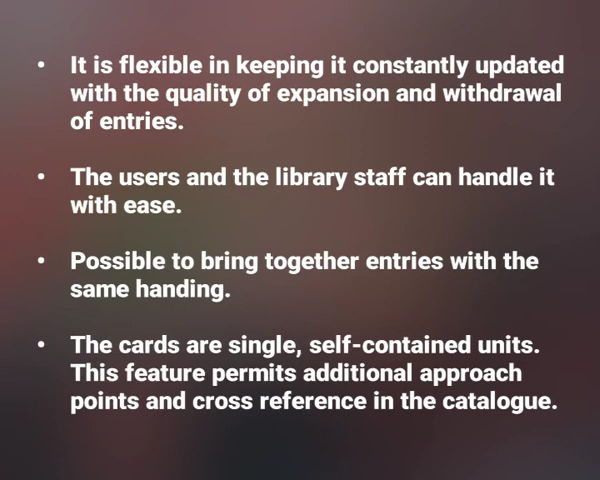 • It is flexible in keeping it constantly updated
with the quality of expansion and withdrawal
of entries.
• The users and the library staff can handle it
with ease.
• Possible to bring together entries with the
same handing.
• The cards are single, self-contained units.
This feature permits additional approach
points and cross reference in the catalogue.